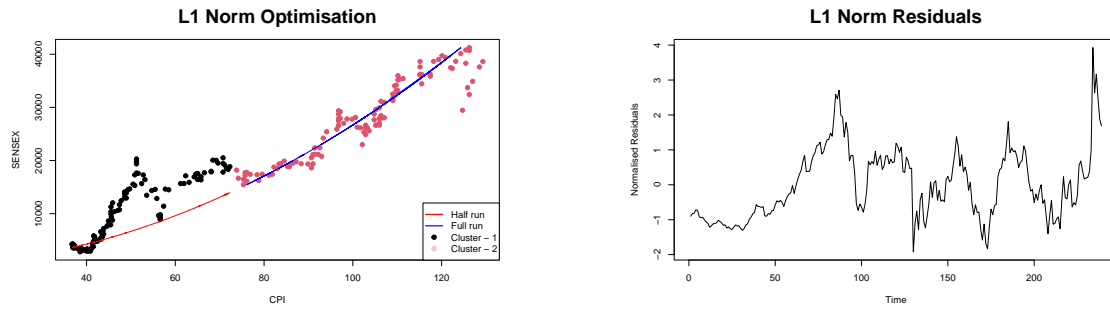 L1 Norm Optimisation
SENSEX
10000 20000 30000 40000
40 60 80 100 120
CPI
Half run
Full run
Cluster − 1
Cluster − 2
L1 Norm Residuals
Normalised Residuals
−2 −1 0 1 2 3 4
0 50 100 150 200
Time